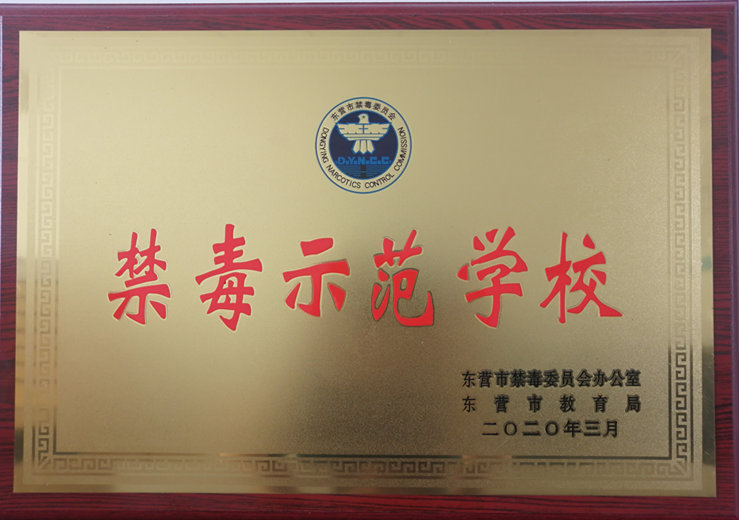 东营市禁毒委员会
D.Y.N.C.C.
DONGYING NARCOTICS CONTROL COMMISSION
禁毒示范学校
东营市禁毒委员会办公室
东营市教育局
二〇二〇年三月